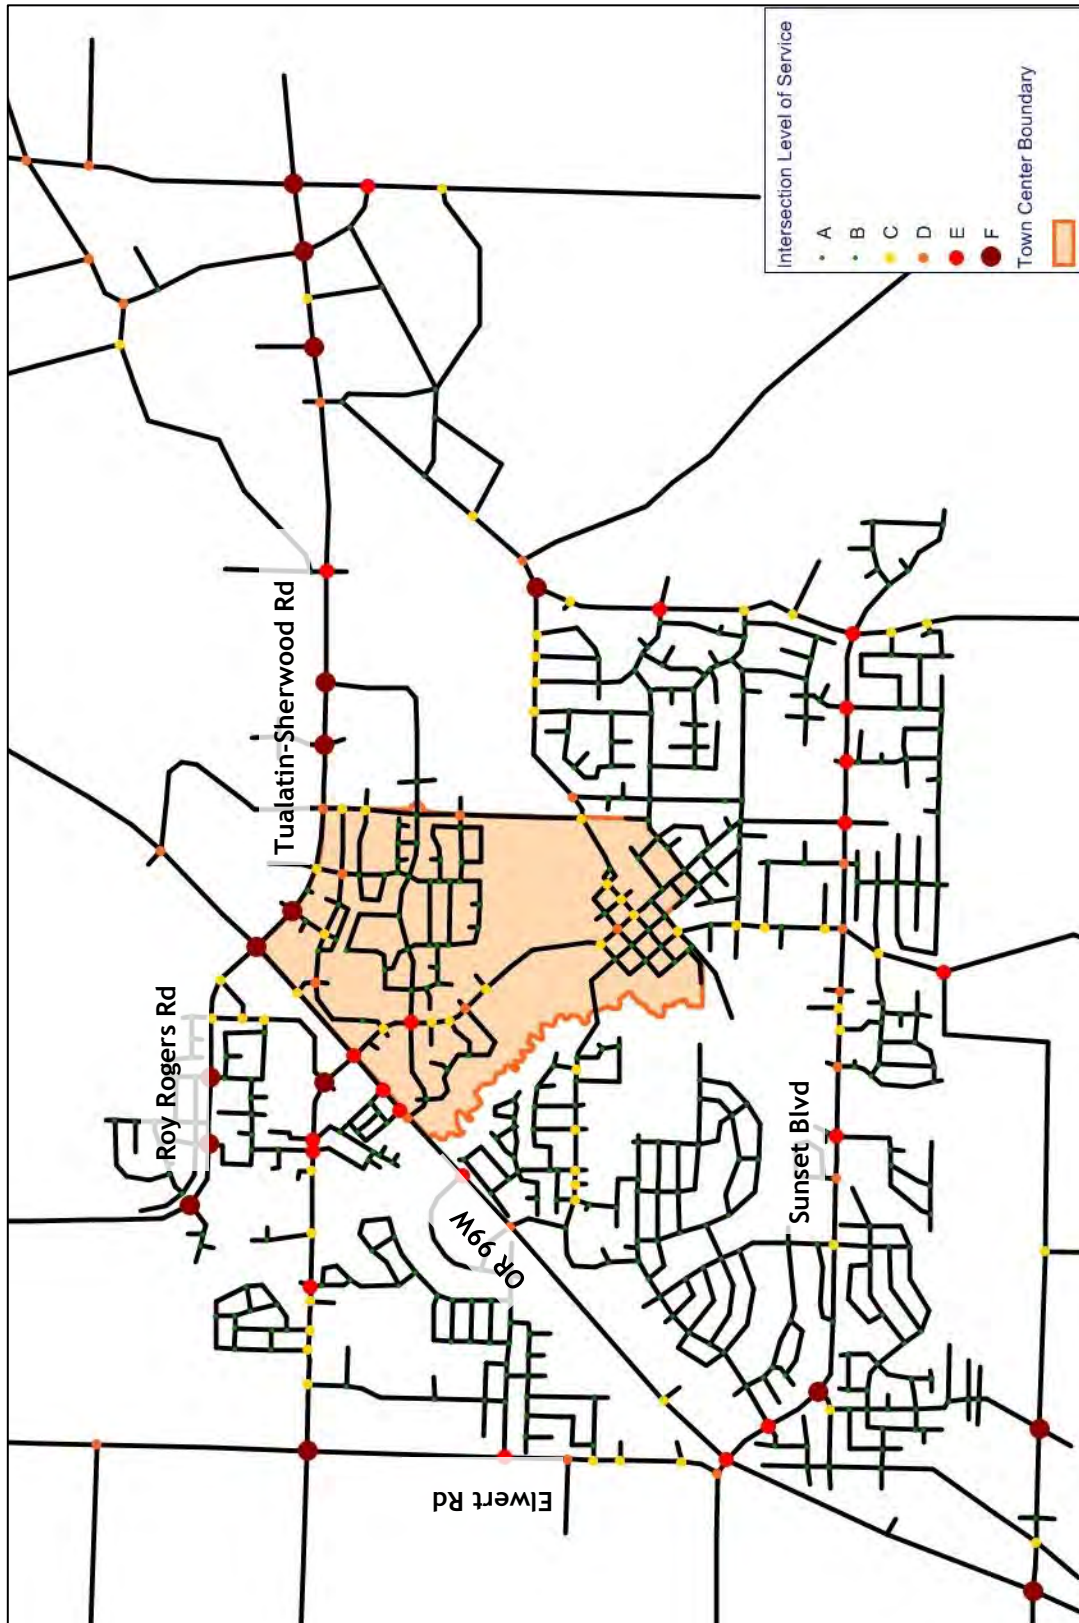 Tualatin-Sherwood Rd
Roy Rogers Rd
OR 99W
Elwert Rd
Sunset Blvd
Intersection Level of Service
A
B
C
D
E
F
Town Center Boundary